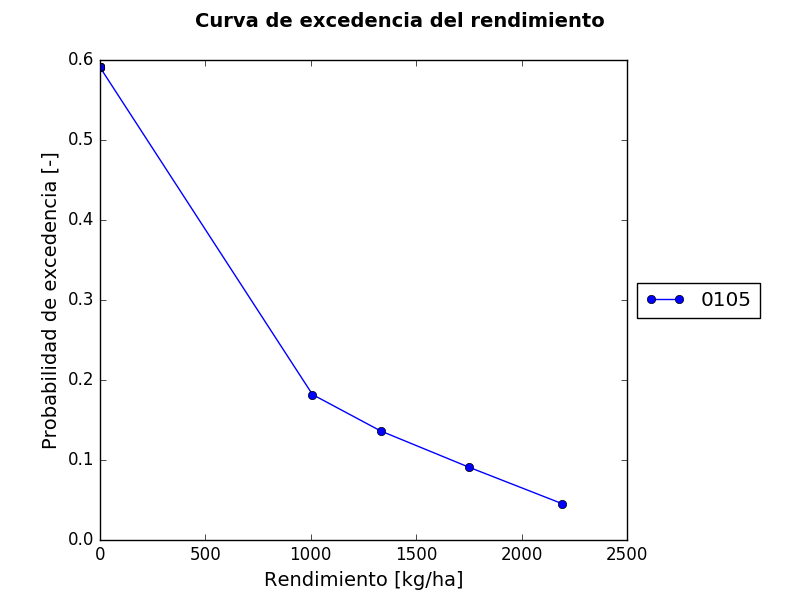 Curva de excedencia del rendimiento
0.6
0.5
0.4
0.3
0.2
0.1
0.0
Probabilidad de excedencia [-]
0 500 1000 1500 2000 2500
Rendimiento [kg/ha]
0105